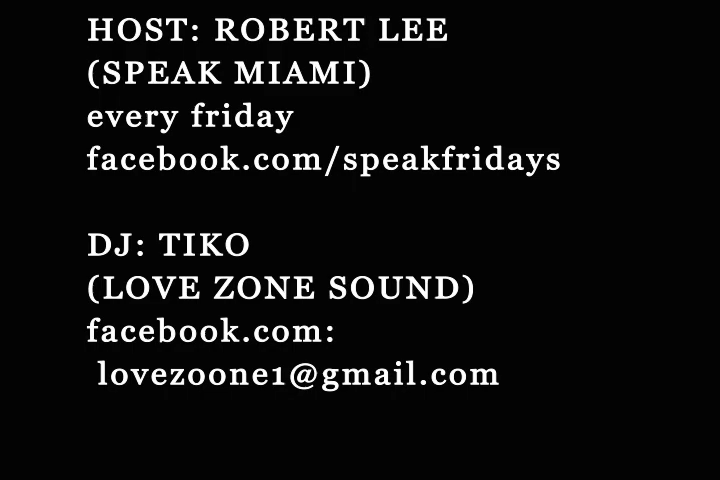 HOST: ROBERT LEE
(SPEAK MIAMI)
every friday
facebook.com/speakfridays
DJ: TIKO
(LOVE ZONE SOUND)
facebook.com:
lovezoone1@gmail.com